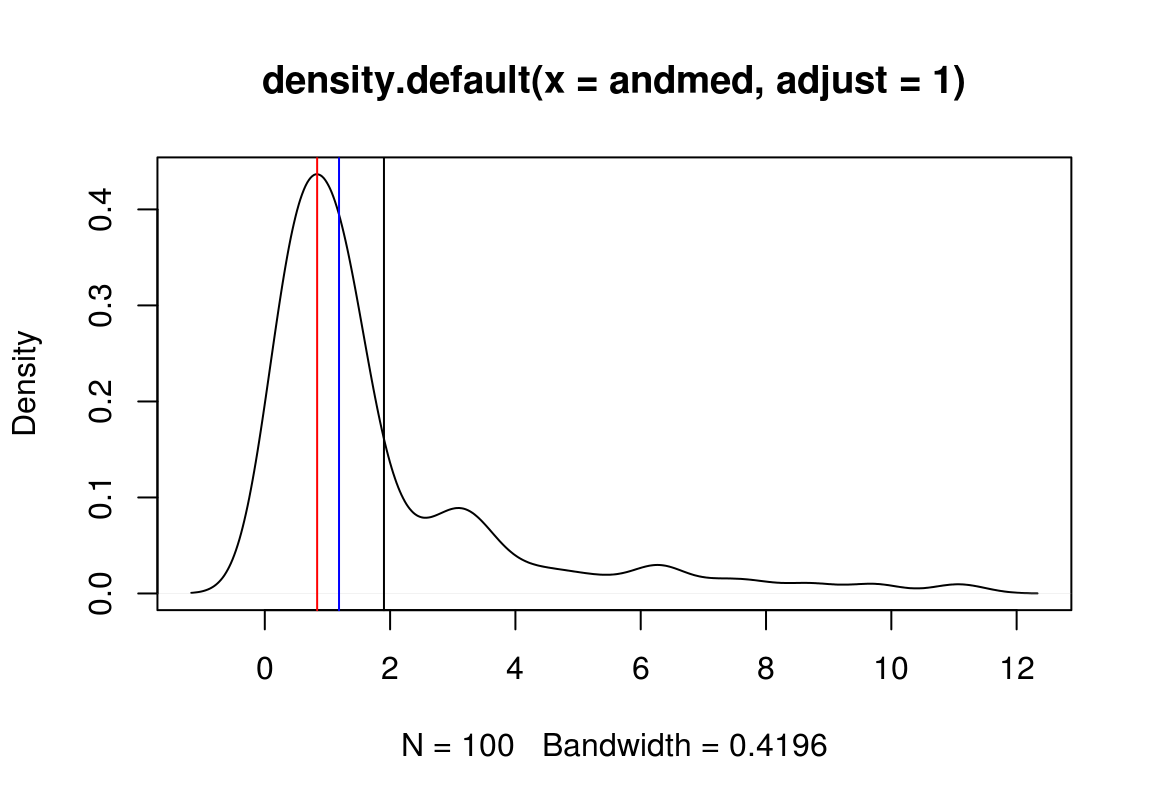 density.default(x = andmed, adjust = 1)
Density
0.4
0.3
0.2
0.1
0.0
0 2 4 6 8 10 12
N = 100 Bandwidth = 0.4196